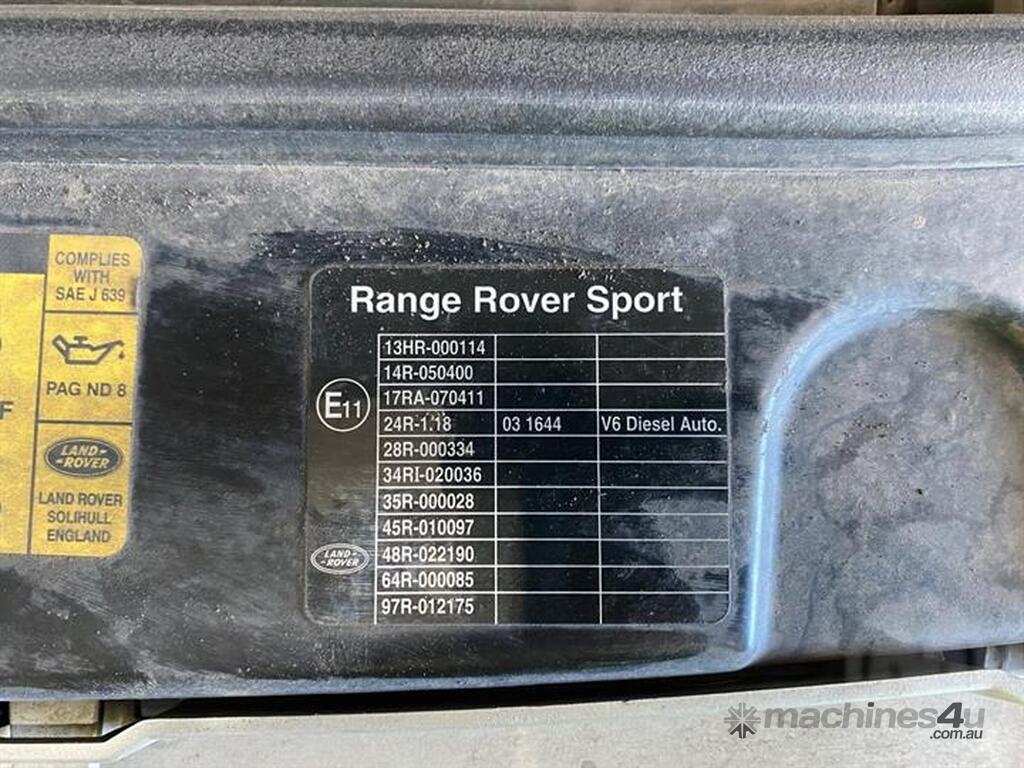 COMPLIES
WITH
SAE J 639
PAG ND 8
F
LAND-
-ROVER
LAND ROVER
SOLIHULL
ENGLAND
Range Rover Sport
E11
13HR-000114
14R-050400
17RA-070411
24R-1.18 03 1644 V6 Diesel Auto.
28R-000334
34RI-020036
35R-000028
45R-010097
48R-022190
64R-000085
97R-012175
LAND-
-ROVER
machines4u
.com.au